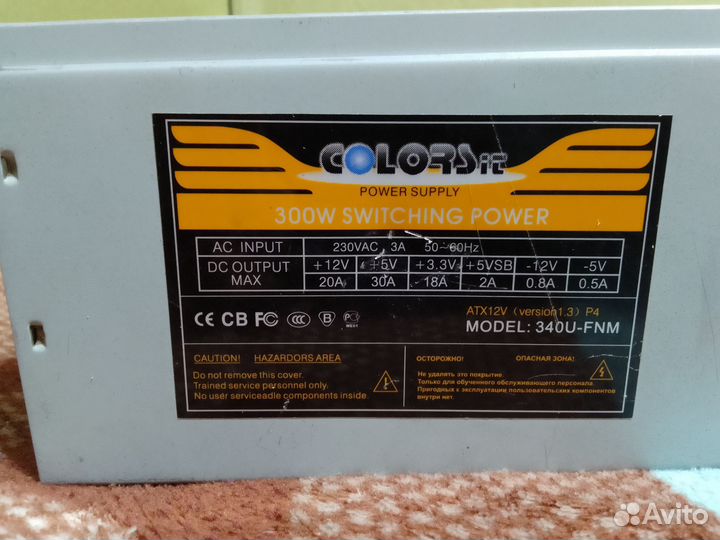 COLORSit
POWER SUPPLY
300W SWITCHING POWER
AC INPUT 230VAC 3A 50~60Hz
DC OUTPUT MAX +12V +5V +3.3V +5VSB -12V -5V
20A 30A 18A 2A 0.8A 0.5A
ATX12V (version1.3) P4
CE CB FC CCC B PC
MODEL: 340U-FNM
CAUTION! HAZARDORS AREA
Do not remove this cover.
Trained service personnel only.
No user serviceadle components inside.
ОСТОРОЖНО! ОПАСНАЯ ЗОНА!
Не удалять это покрытие.
Только для обученного обслуживающего персонала.
Пригодных к эксплуатации пользовательских компонентов
внутри нет.
Avito